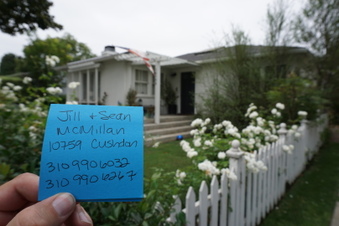 Jill + Sean
McMillan
10759 Cushdon
310 990 6032
310 990 6267